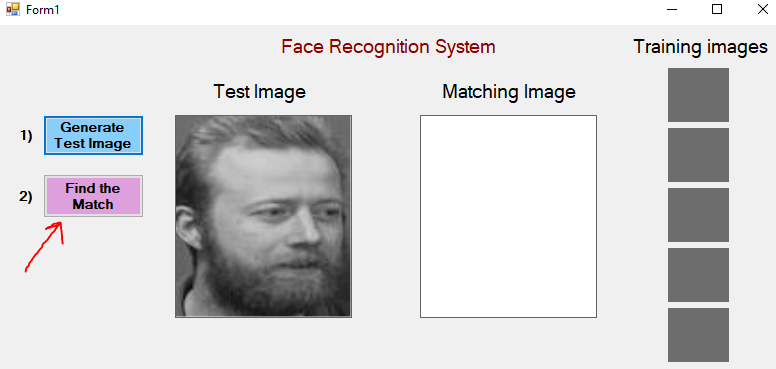 Form1
Face Recognition System
Training images
Test Image
Matching Image
1)
Generate
Test Image
2)
Find the
Match